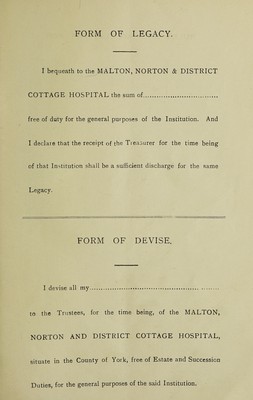 FORM OF LEGACY.
I bequeath to the MALTON, NORTON & DISTRICT
COTTAGE HOSPITAL the sum of..............................
free of duty for the general purposes of the Institution. And
I declare that the receipt of the Treasurer for the time being
of that Institution shall be a sufficient discharge for the same
Legacy.
FORM OF DEVISE.
I devise all my..................................................
to the Trustees, for the time being, of the MALTON,
NORTON AND DISTRICT COTTAGE HOSPITAL,
situate in the County of York, free of Estate and Succession
Duties, for the general purposes of the said Institution.